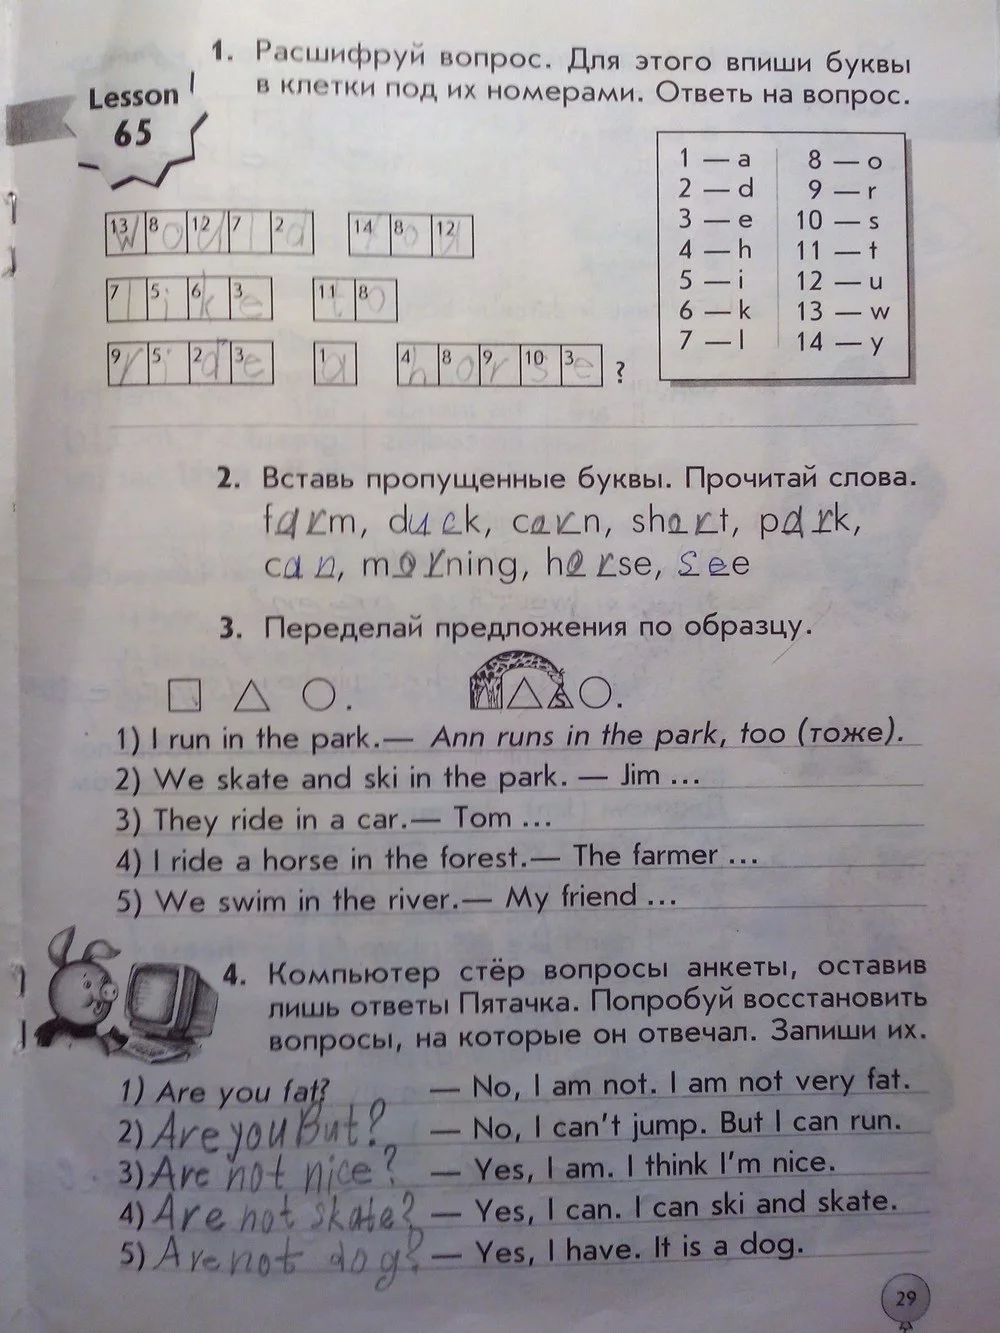 Lesson
65
1. Расшифруй вопрос. Для этого впиши буквы
в клетки под их номерами. Ответь на вопрос.
1 — a 8 — o
2 — d 9 — r
3 — e 10 — s
4 — h 11 — t
5 — i 12 — u
6 — k 13 — w
7 — l 14 — y
13 8 12 7 2 14 8 12
would you
7 5 6 3 11 8
like to
9 5 2 3 1 4 8 9 10 3
ride a horse ?
2. Вставь пропущенные буквы. Прочитай слова.
farm, duck, carn, short, park,
can, morning, horse, see
3. Переделай предложения по образцу.
1) I run in the park.— Ann runs in the park, too (тоже).
2) We skate and ski in the park. — Jim ...
3) They ride in a car.— Tom ...
4) I ride a horse in the forest.— The farmer ...
5) We swim in the river.— My friend ...
4. Компьютер стёр вопросы анкеты, оставив
лишь ответы Пятачка. Попробуй восстановить
вопросы, на которые он отвечал. Запиши их.
1) Are you fat? — No, I am not. I am not very fat.
2) Are you But? — No, I can't jump. But I can run.
3) Are not nice? — Yes, I am. I think I'm nice.
4) Are not skate? — Yes, I can. I can ski and skate.
5) Are not dog? — Yes, I have. It is a dog.
29